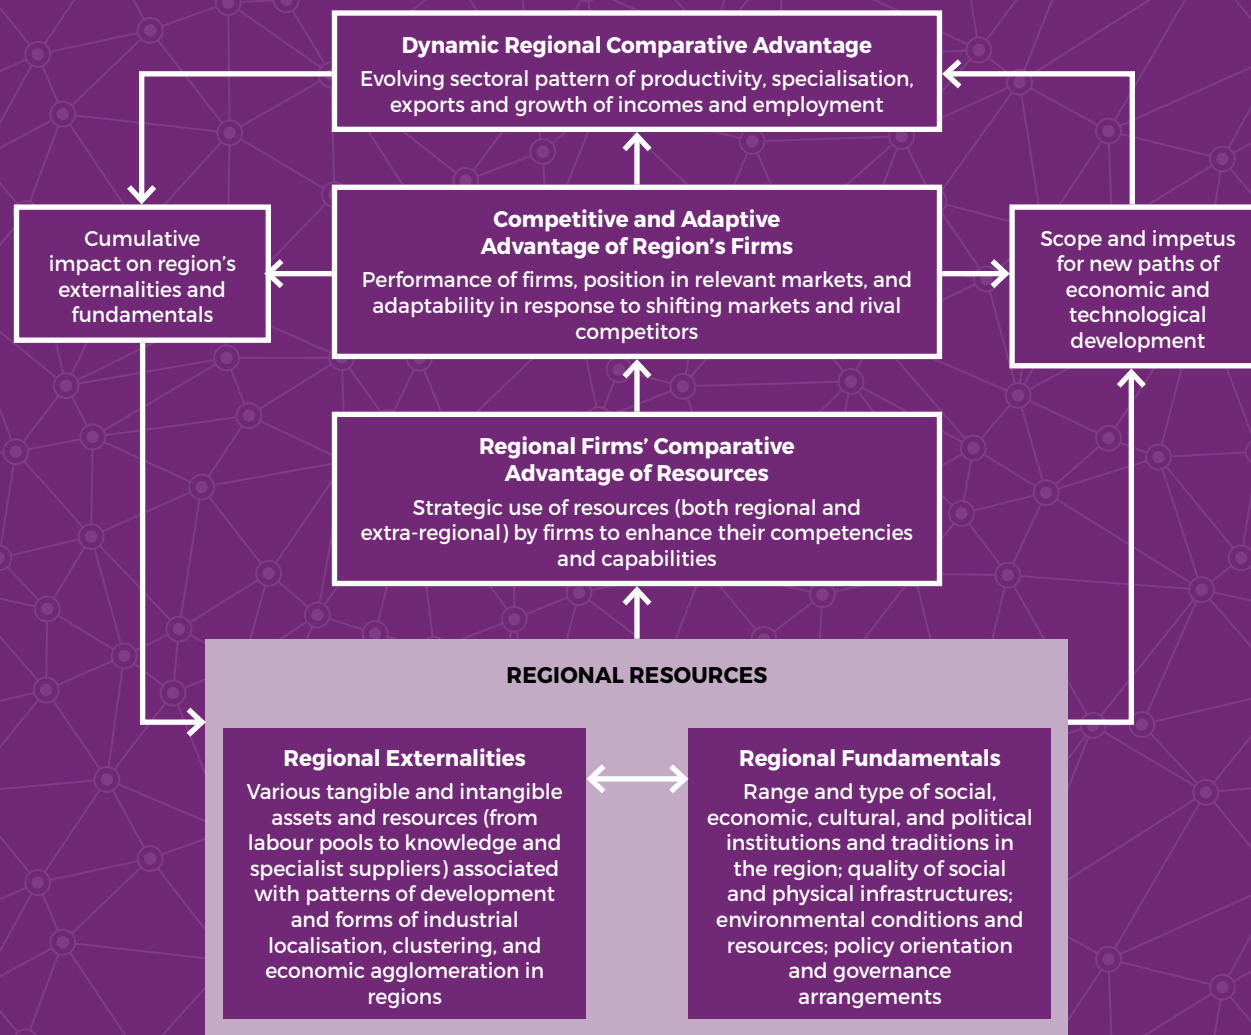 Dynamic Regional Comparative Advantage
Evolving sectoral pattern of productivity, specialisation,
exports and growth of incomes and employment
Cumulative
impact on region's
externalities and
fundamentals
Competitive and Adaptive
Advantage of Region's Firms
Performance of firms, position in relevant markets, and
adaptability in response to shifting markets and rival
competitors
Scope and impetus
for new paths of
economic and
technological
development
Regional Firms' Comparative
Advantage of Resources
Strategic use of resources (both regional and
extra-regional) by firms to enhance their competencies
and capabilities
REGIONAL RESOURCES
Regional Externalities
Various tangible and intangible
assets and resources (from
labour pools to knowledge and
specialist suppliers) associated
with patterns of development
and forms of industrial
localisation, clustering, and
economic agglomeration in
regions
Regional Fundamentals
Range and type of social,
economic, cultural, and political
institutions and traditions in
the region; quality of social
and physical infrastructures;
environmental conditions and
resources; policy orientation
and governance
arrangements